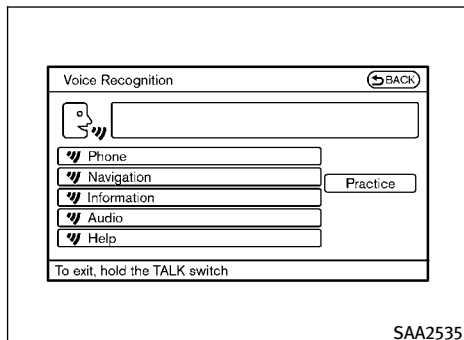 Voice Recognition
BACK
Phone
Navigation
Practice
Information
Audio
Help
To exit, hold the TALK switch
SAA2535